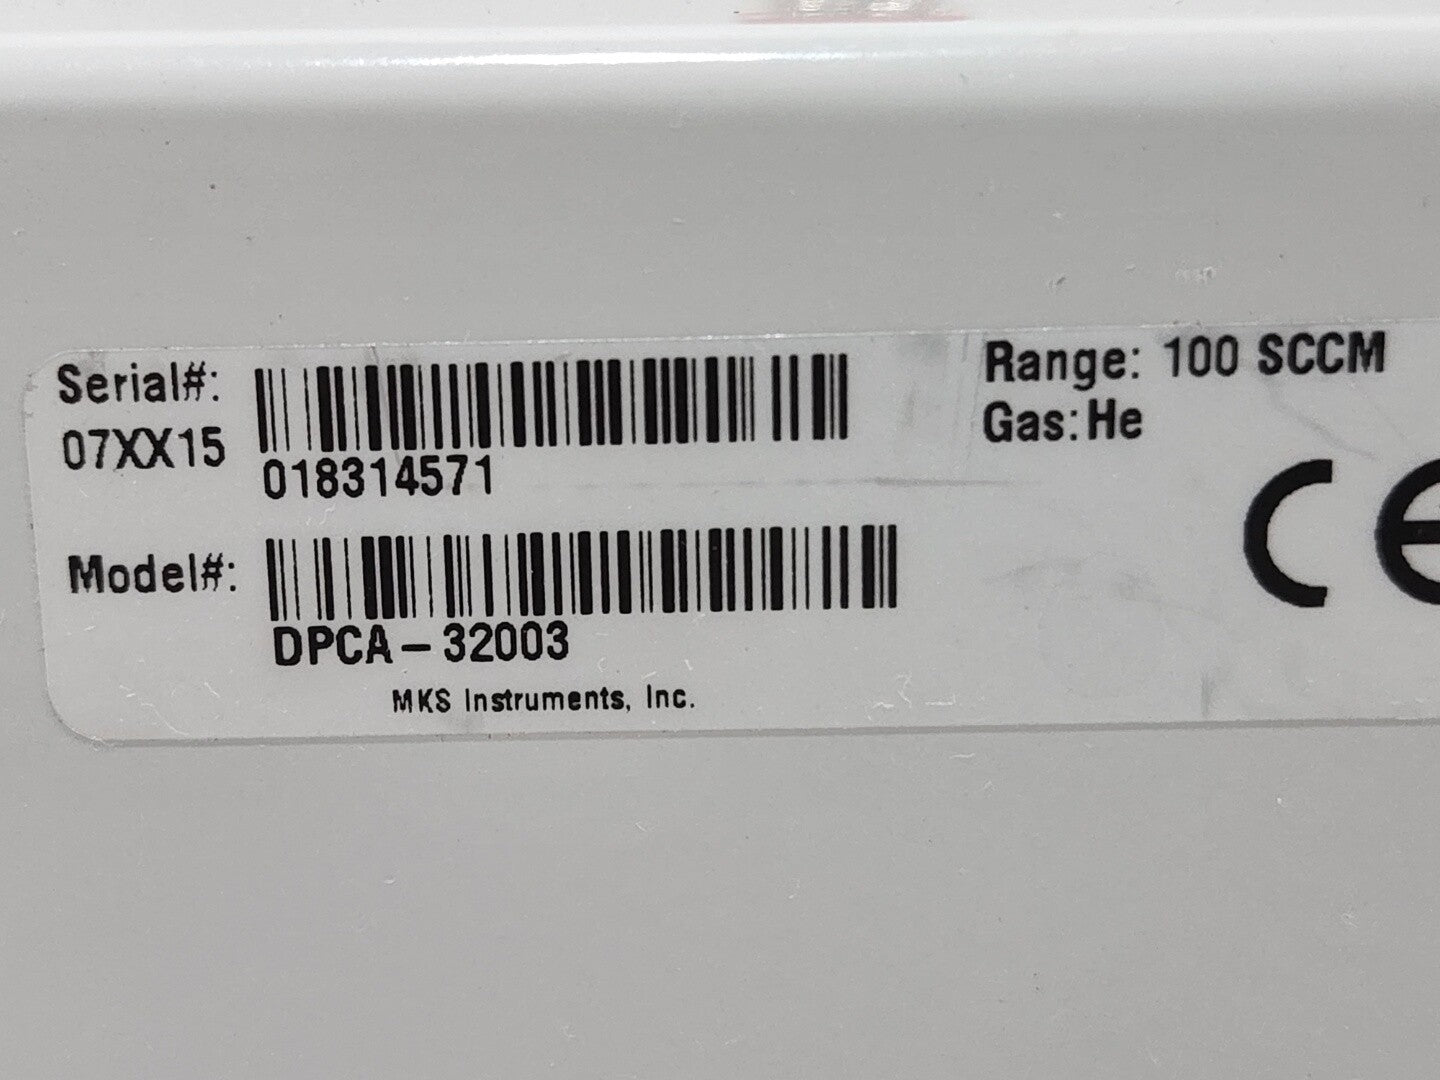 Serial#:
07XX15
018314571
Model#:
DPCA-32003
MKS Instruments, Inc.
Range: 100 SCCM
Gas: He
CE